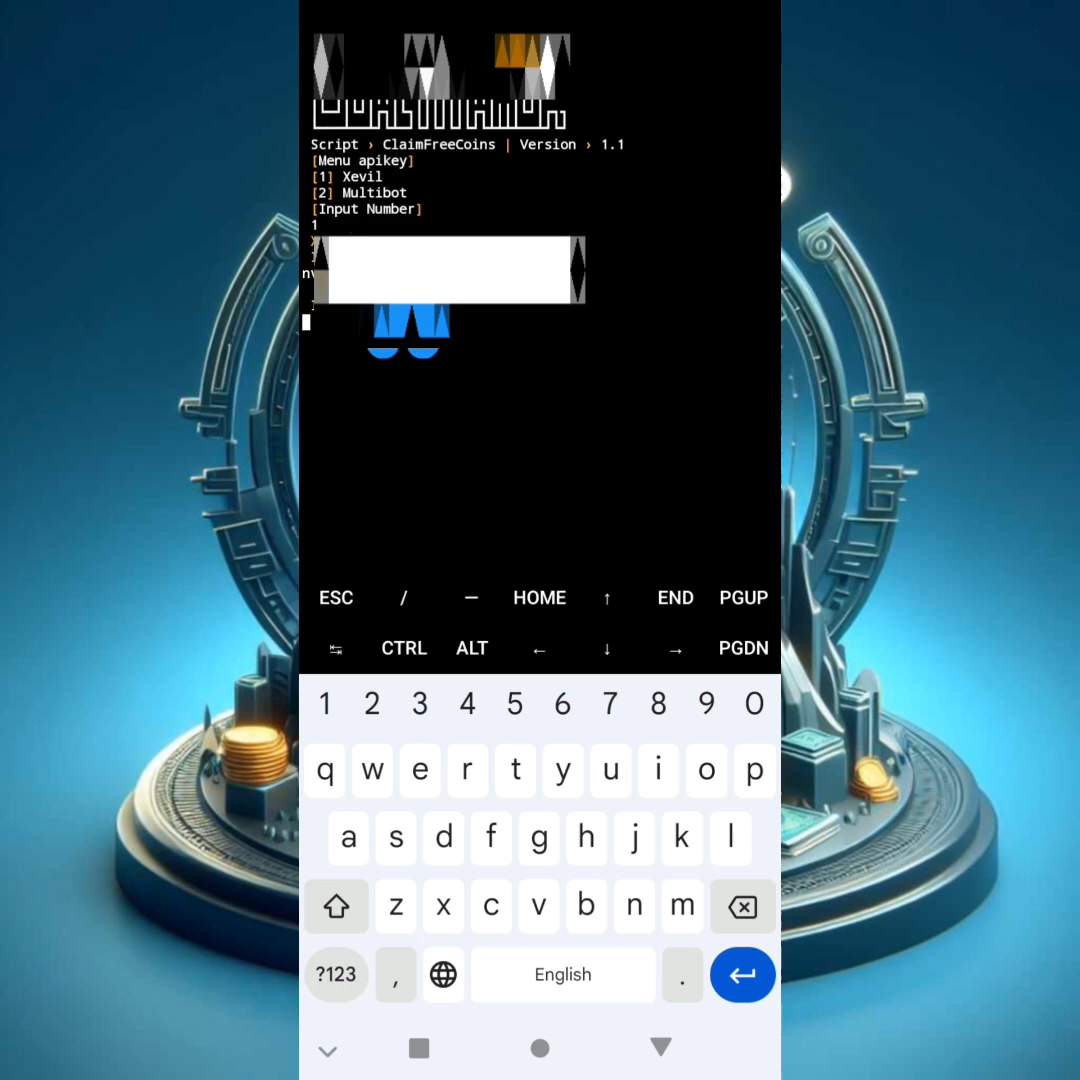 Script › ClaimFreeCoins | Version › 1.1
[Menu apikey]
[1] Xevil
[2] Multibot
[Input Number]
1
ESC / — HOME ↑ END PGUP
↹ CTRL ALT ← ↓ → PGDN
1 2 3 4 5 6 7 8 9 0
q w e r t y u i o p
a s d f g h j k l
z x c v b n m
?123 , English .